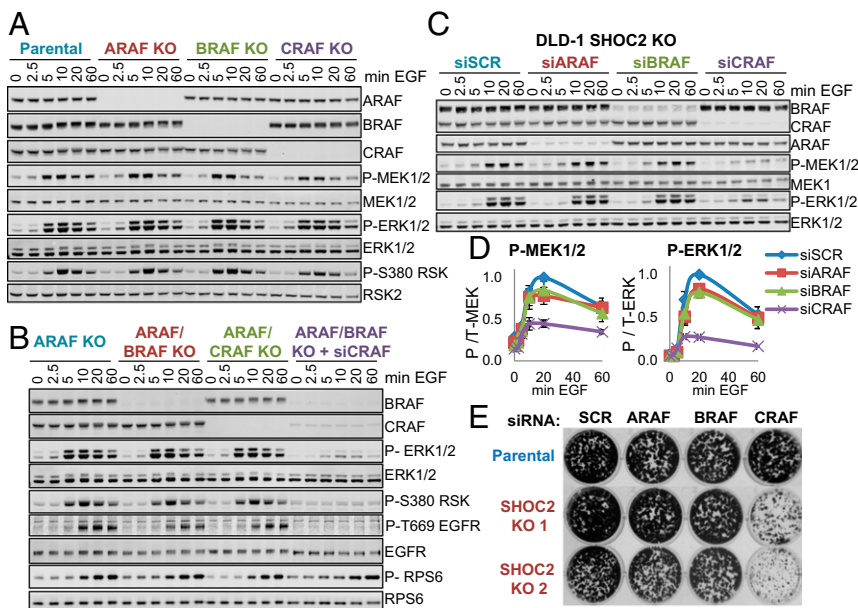 A
Parental ARAF KO BRAF KO CRAF KO
0 2.5 5 10 20 60 0 2.5 5 10 20 60 0 2.5 5 10 20 60 0 2.5 5 10 20 60 min EGF
ARAF
BRAF
CRAF
P-MEK1/2
MEK1/2
P-ERK1/2
ERK1/2
P-S380 RSK
RSK2
B
ARAF KO ARAF/ BRAF KO ARAF/ CRAF KO ARAF/BRAF KO + siCRAF
0 2.5 5 10 20 60 0 2.5 5 10 20 60 0 2.5 5 10 20 60 0 2.5 5 10 20 60 min EGF
BRAF
CRAF
P- ERK1/2
ERK1/2
P-S380 RSK
P-T669 EGFR
EGFR
P- RPS6
RPS6
C
DLD-1 SHOC2 KO
siSCR siARAF siBRAF siCRAF
0 2.5 5 10 20 60 0 2.5 5 10 20 60 0 2.5 5 10 20 60 0 2.5 5 10 20 60 min EGF
BRAF
CRAF
ARAF
P-MEK1/2
MEK1
P-ERK1/2
ERK1/2
D
P-MEK1/2 P-ERK1/2
P /T-MEK
1.0
0.5
0.0
0 20 40 60
min EGF
P / T-ERK
1.0
0.5
0.0
0 20 40 60
min EGF
siSCR
siARAF
siBRAF
siCRAF
E
siRNA: SCR ARAF BRAF CRAF
Parental
SHOC2
KO 1
SHOC2
KO 2